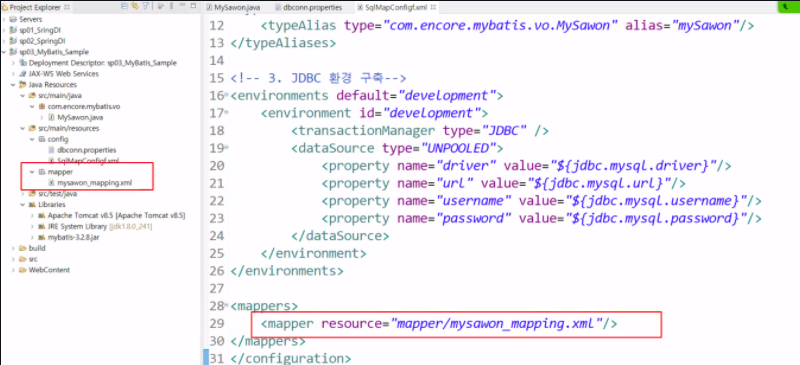 Project Explorer
Servers
sp01_SringDI
sp02_SpringDI
sp03_MyBatis_Sample
Deployment Descriptor: sp03_MyBatis_Sample
JAX-WS Web Services
Java Resources
src/main/java
com.encore.mybatis.vo
MySawon.java
src/main/resources
config
dbconn.properties
SqlMapConfigf.xml
mapper
mysawon_mapping.xml
src/test/java
Libraries
Apache Tomcat v8.5 [Apache Tomcat v8.5]
JRE System Library [jdk1.8.0_241]
mybatis-3.2.8.jar
build
src
WebContent
MySawon.java dbconn.properties SqlMapConfigf.xml
12 <typeAlias type="com.encore.mybatis.vo.MySawon" alias="mySawon"/>
13 </typeAliases>
14
15 <!-- 3. JDBC 환경 구축-->
16 <environments default="development">
17 <environment id="development">
18 <transactionManager type="JDBC" />
19 <dataSource type="UNPOOLED">
20 <property name="driver" value="${jdbc.mysql.driver}"/>
21 <property name="url" value="${jdbc.mysql.url}"/>
22 <property name="username" value="${jdbc.mysql.username}"/>
23 <property name="password" value="${jdbc.mysql.password}"/>
24 </dataSource>
25 </environment>
26 </environments>
27
28 <mappers>
29 <mapper resource="mapper/mysawon_mapping.xml"/>
30 </mappers>
31 </configuration>